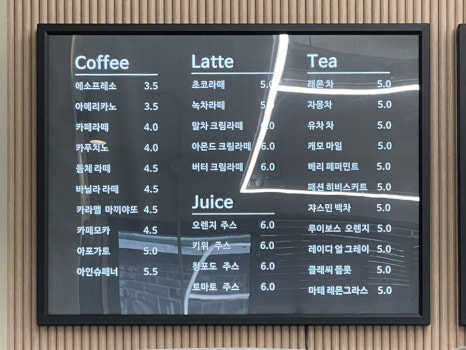 Coffee
에소프레소 3.5
아메리카노 3.5
카페라떼 4.0
카푸치노 4.0
돌체 라떼 4.5
바닐라 라떼 4.5
카라멜 마끼야또 4.5
카페모카 4.5
아포가토 5.0
아인슈페너 5.5
Latte
초코라떼 5.0
녹차라떼 5.0
말차 크림라떼
아몬드 크림라떼
버터 크림라떼 6.0
Juice
오렌지 주스 6.0
키위 주스 6.0
청포도 주스 6.0
토마토 주스 6.0
Tea
레몬 차 5.0
자몽차 5.0
유자 차 5.0
캐모 마일 5.0
베리 페퍼민트 5.0
패션 히비스커트 5.0
쟈스민 백차 5.0
루이보스 오렌지 5.0
레이디 얼 그레이 5.0
클래씨 플롯 5.0
마테 레몬그라스 5.0